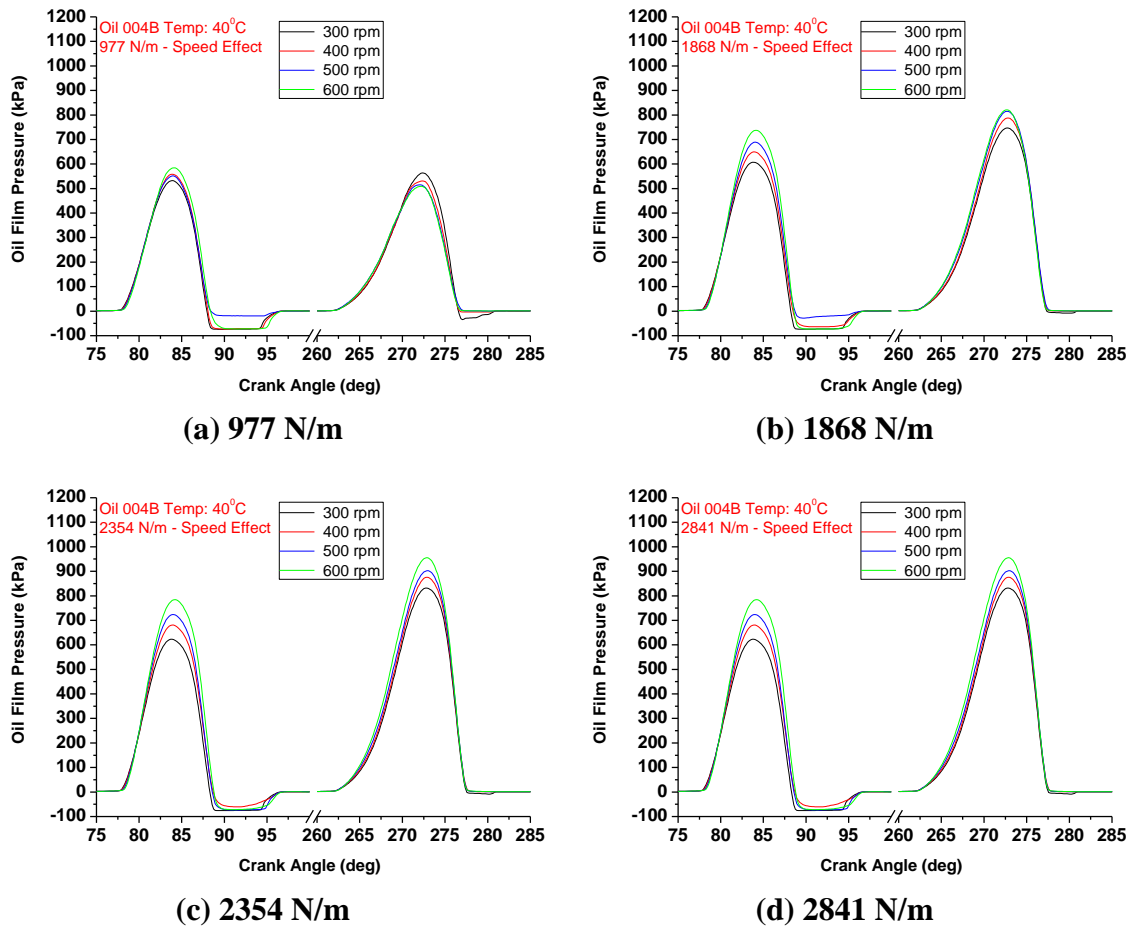 1200
1100
1000
900
800
700
600
500
400
300
200
100
0
-100
Oil Film Pressure (kPa)
Oil 004B Temp: 40⁰C
977 N/m - Speed Effect
300 rpm
400 rpm
500 rpm
600 rpm
75 80 85 90 95 260 265 270 275 280 285
Crank Angle (deg)
(a) 977 N/m
1200
1100
1000
900
800
700
600
500
400
300
200
100
0
-100
Oil Film Pressure (kPa)
Oil 004B Temp: 40⁰C
1868 N/m - Speed Effect
300 rpm
400 rpm
500 rpm
600 rpm
75 80 85 90 95 260 265 270 275 280 285
Crank Angle (deg)
(b) 1868 N/m
1200
1100
1000
900
800
700
600
500
400
300
200
100
0
-100
Oil Film Pressure (kPa)
Oil 004B Temp: 40⁰C
2354 N/m - Speed Effect
300 rpm
400 rpm
500 rpm
600 rpm
75 80 85 90 95 260 265 270 275 280 285
Crank Angle (deg)
(c) 2354 N/m
1200
1100
1000
900
800
700
600
500
400
300
200
100
0
-100
Oil Film Pressure (kPa)
Oil 004B Temp: 40⁰C
2841 N/m - Speed Effect
300 rpm
400 rpm
500 rpm
600 rpm
75 80 85 90 95 260 265 270 275 280 285
Crank Angle (deg)
(d) 2841 N/m